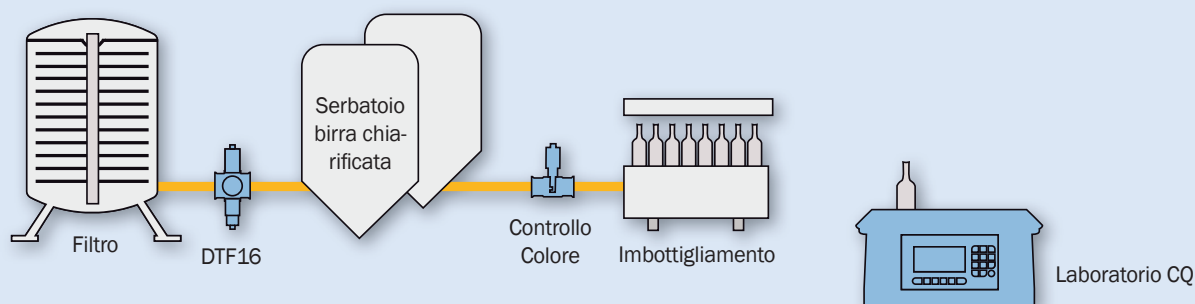 Serbatoio
birra chia-
rificata
Filtro
DTF16
Controllo
Colore
Imbottigliamento
Laboratorio CQ